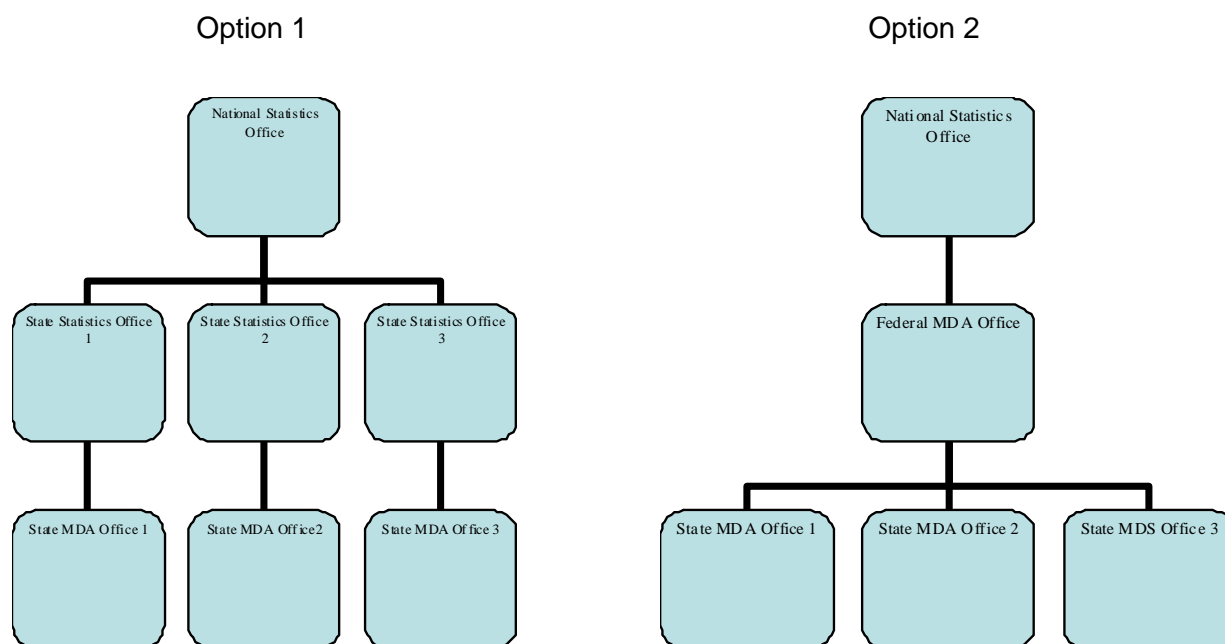 Option 1
Option 2
National Statistics
Office
National Statistics
Office
State Statistics Office
1
State Statistics Office
2
State Statistics Office
3
Federal MDA Office
State MDA Office 1
State MDA Office2
State MDA Office 3
State MDA Office 1
State MDA Office 2
State MDS Office 3